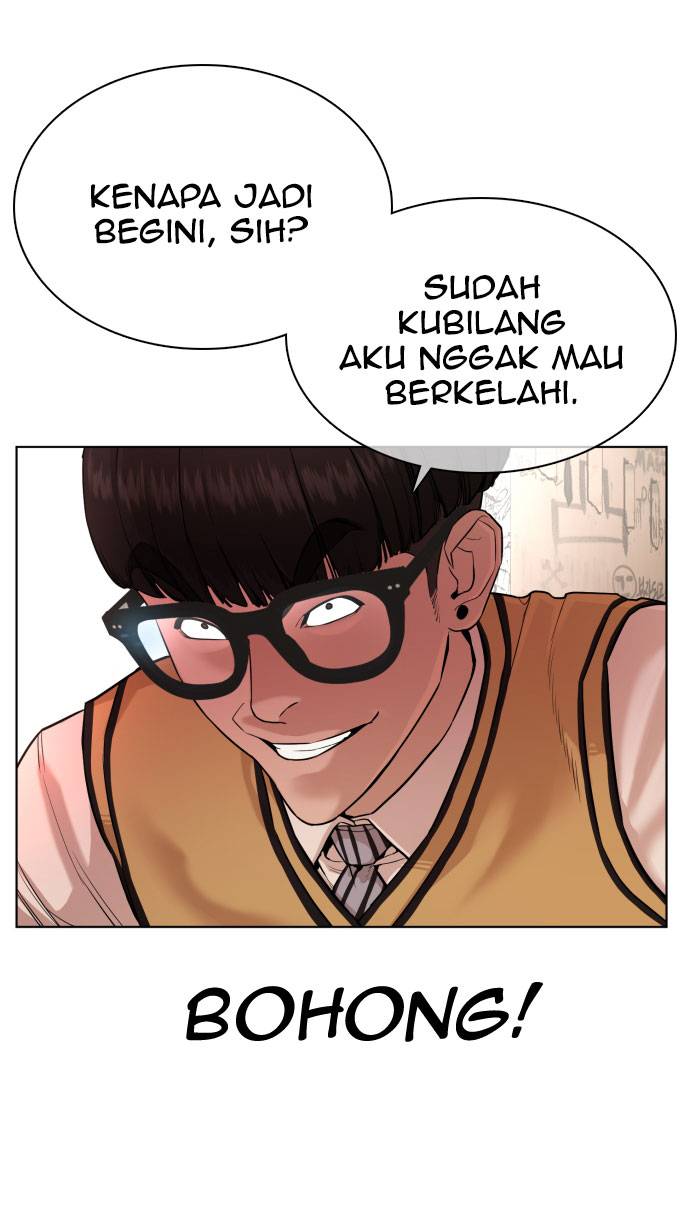 KENAPA JADI
BEGINI, SIH?
SUDAH
KUBILANG
AKU NGGAK MAU
BERKELAHI.
BOHONG!